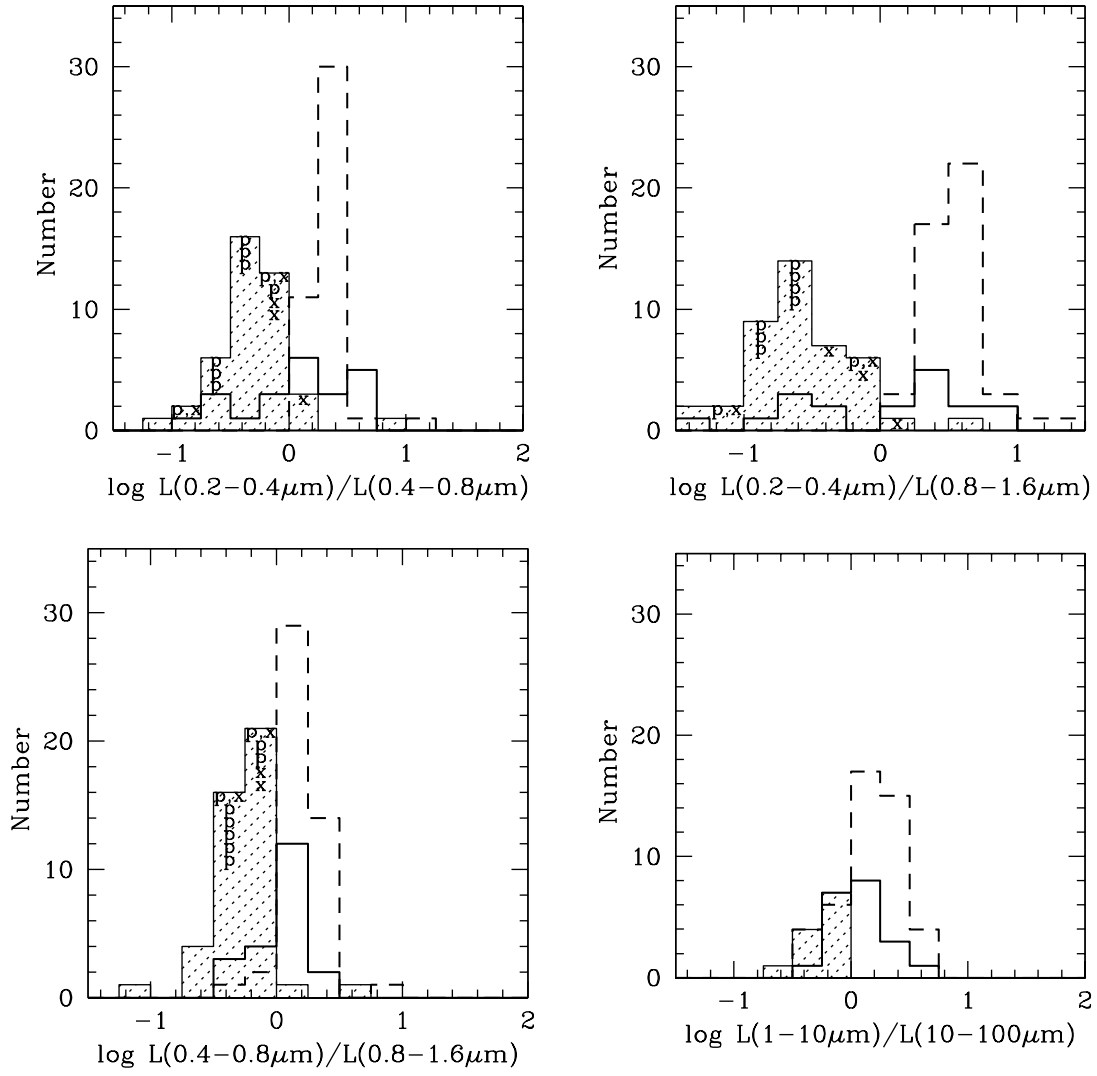 30
20
10
0
Number
p
p
p
p,x
p
x
x
p
p
p
p,x
x
−1 0 1 2
log L(0.2−0.4μm)/L(0.4−0.8μm)
30
20
10
0
Number
p
p
p
p
p
p
p
x
p,x
x
p,x
x
−1 0 1
log L(0.2−0.4μm)/L(0.8−1.6μm)
30
20
10
0
Number
p,x
p
p
x
x
p,x
p
p
p
p
p
−1 0 1 2
log L(0.4−0.8μm)/L(0.8−1.6μm)
30
20
10
0
Number
−1 0 1 2
log L(1−10μm)/L(10−100μm)